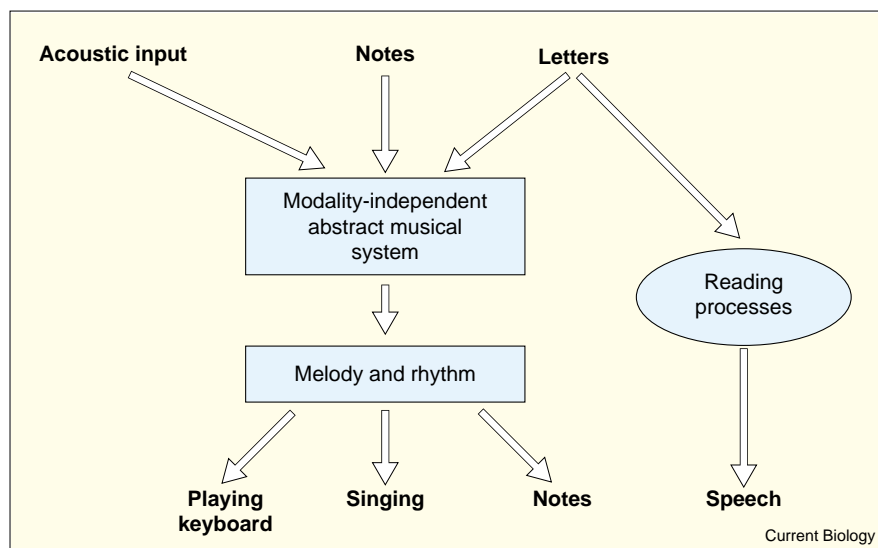 Acoustic input
Notes
Letters
Modality-independent
abstract musical
system
Reading
processes
Melody and rhythm
Playing
keyboard
Singing
Notes
Speech
Current Biology